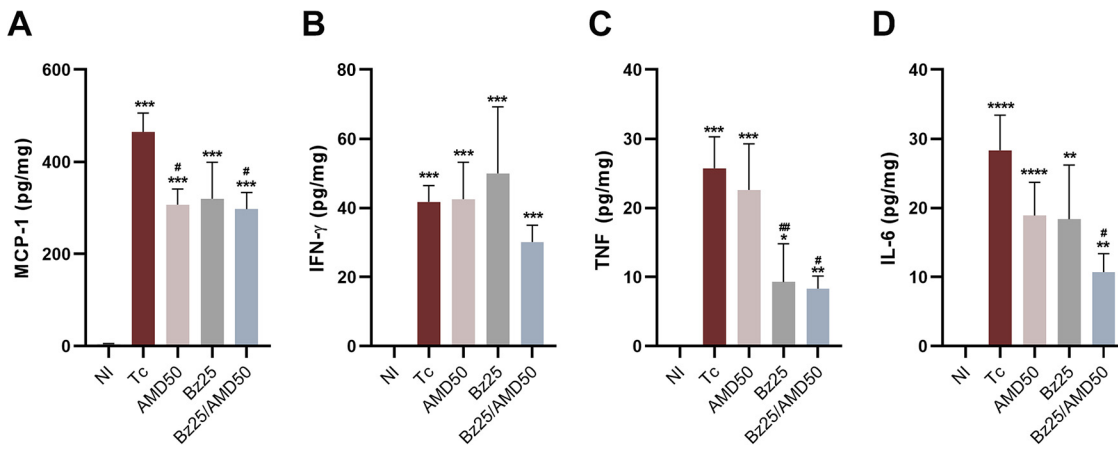 A
MCP-1 (pg/mg)
600
400
200
0
***
#
***
***
#
***
NI
Tc
AMD50
Bz25
Bz25/AMD50
B
IFN-γ (pg/mg)
80
60
40
20
0
***
***
***
***
NI
Tc
AMD50
Bz25
Bz25/AMD50
C
TNF (pg/mg)
40
30
20
10
0
***
***
##
*
#
**
NI
Tc
AMD50
Bz25
Bz25/AMD50
D
IL-6 (pg/mg)
40
30
20
10
0
****
****
**
#
**
NI
Tc
AMD50
Bz25
Bz25/AMD50